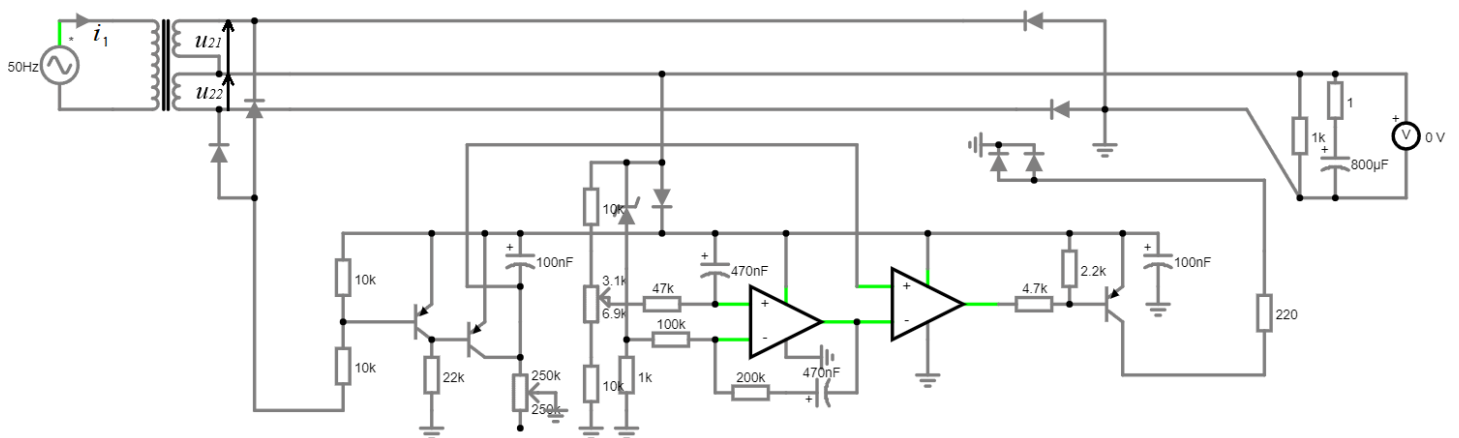 i1
u21
50Hz
*
u22
1
1k
+
V
0 V
+
800µF
10k
+
100nF
10k
3.1k
6.9k
47k
+
470nF
+
-
+
-
4.7k
2.2k
+
100nF
220
100k
10k
22k
250k
250k
10k
1k
200k
470nF
+